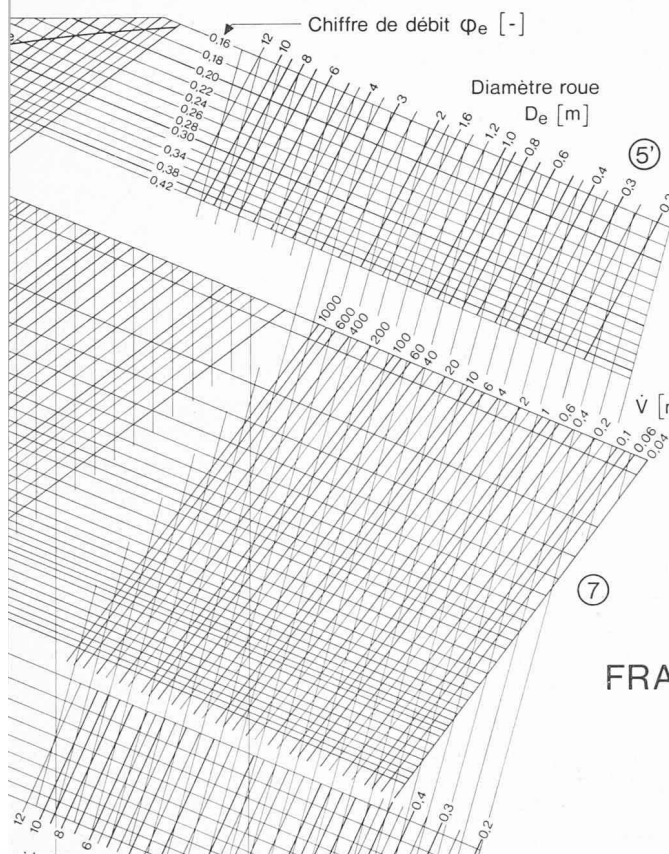 Chiffre de débit φe [-]
Diamètre roue
De [m]
5'
0,16
0,18
0,20
0,22
0,24
0,26
0,28
0,30
0,34
0,38
0,42
12 10 8 6 4 3 2 1.6 1.2 1.0 0.8 0.6 0.4 0.3
1000 600 400 200 100 60 40 20 10 6 4 2 1 0.6 0.4 0.2 0.1 0.06 0.04
V̇
7
FRA
0,4 0,3 0,2
12 10 8 6